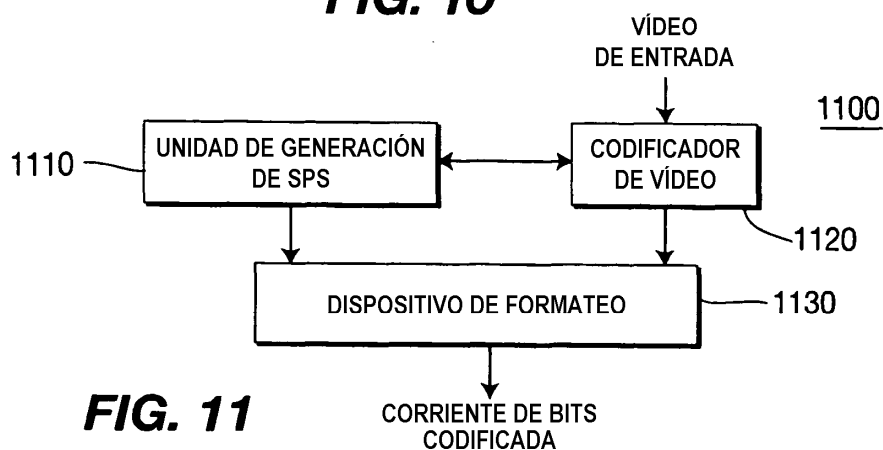 FIG. 10
VÍDEO
DE ENTRADA
1100
1110
UNIDAD DE GENERACIÓN
DE SPS
CODIFICADOR
DE VÍDEO
1120
DISPOSITIVO DE FORMATEO
1130
FIG. 11
CORRIENTE DE BITS
CODIFICADA